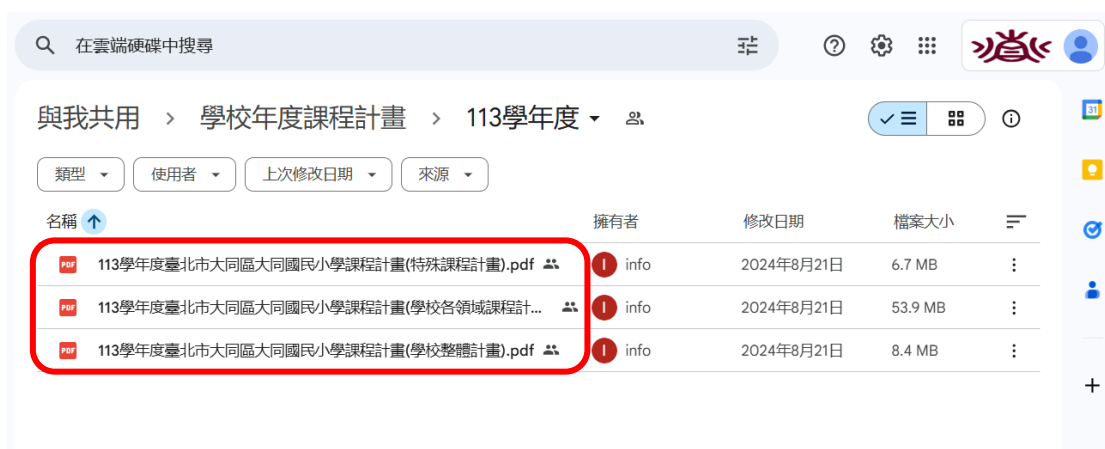 在雲端硬碟中搜尋
與我共用 > 學校年度課程計畫 > 113學年度
類型 使用者 上次修改日期 來源
名稱 擁有者 修改日期 檔案大小
PDF 113學年度臺北市大同區大同國民小學課程計畫(特殊課程計畫).pdf I info 2024年8月21日 6.7 MB
PDF 113學年度臺北市大同區大同國民小學課程計畫(學校各領域課程計... I info 2024年8月21日 53.9 MB
PDF 113學年度臺北市大同區大同國民小學課程計畫(學校整體計畫).pdf I info 2024年8月21日 8.4 MB
31